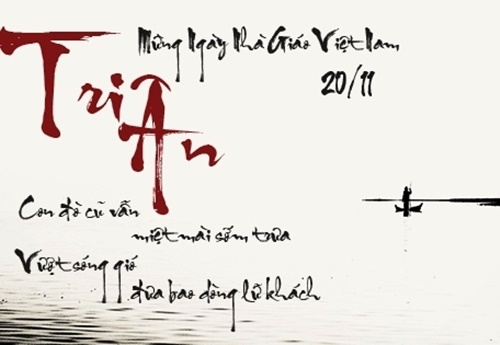 Mừng Ngày Nhà Giáo Việt Nam
20/11
Tri Ân
Con đò cũ vẫn
miệt mài sớm trưa
Vượt sóng gió
đưa bao dòng lữ khách